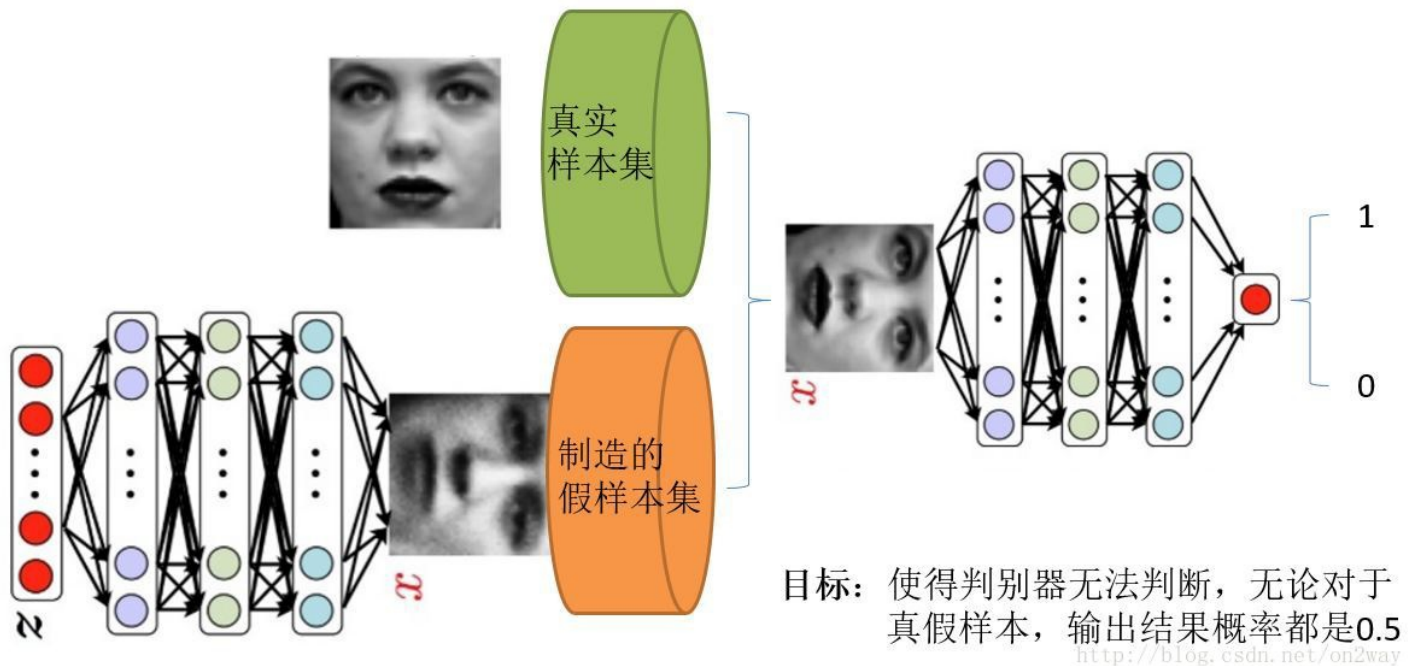 真实
样本集
1
x
0
制造的
假样本集
x
z
目标：使得判别器无法判断，无论对于
真假样本，输出结果概率都是0.5
http://blog.csdn.net/on2way